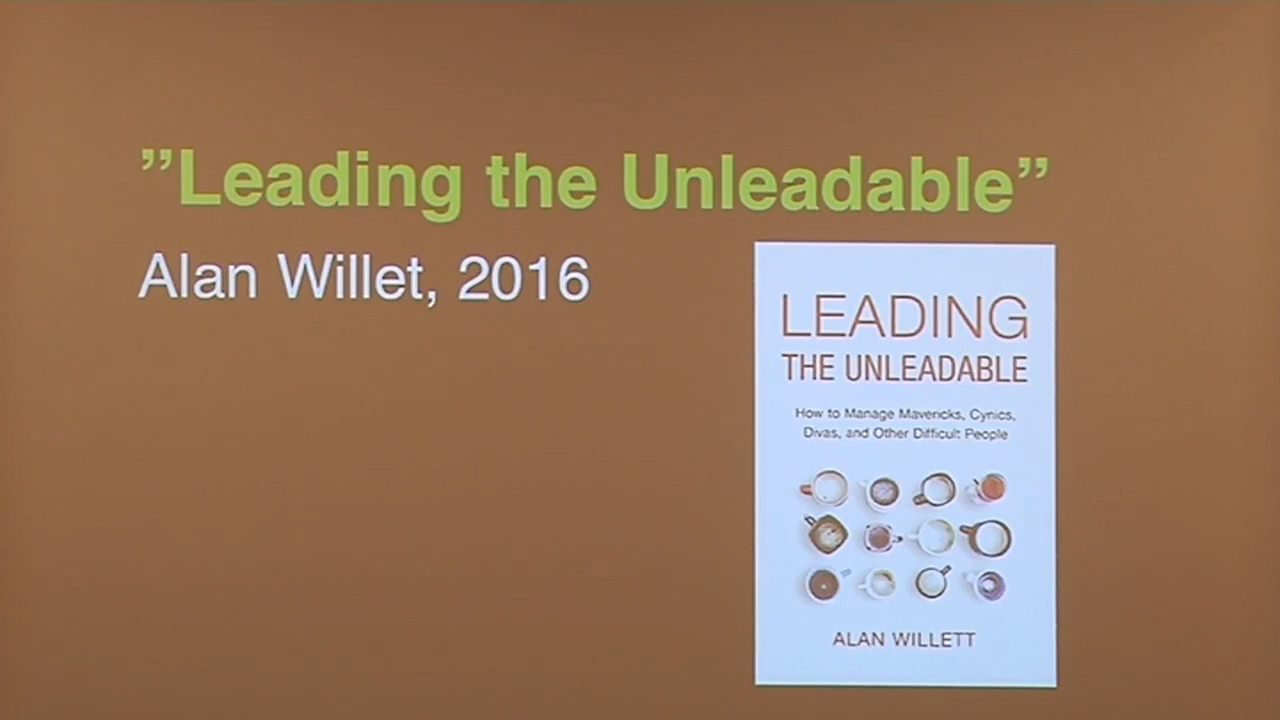 ”Leading the Unleadable”
Alan Willet, 2016
LEADING
THE UNLEADABLE
How to Manage Mavericks, Cynics,
Divas, and Other Difficult People
ALAN WILLETT